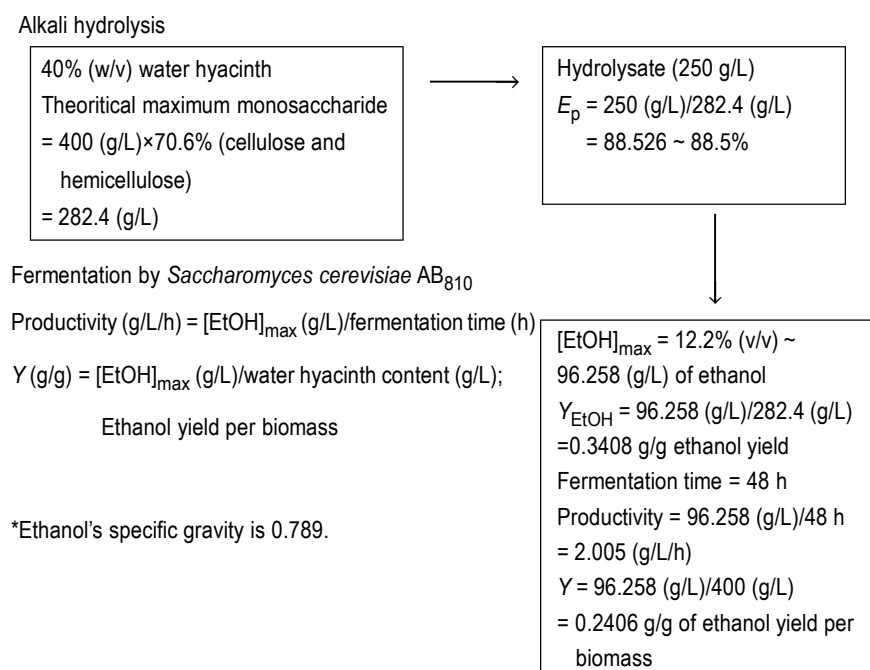 Alkali hydrolysis
40% (w/v) water hyacinth
Theoritical maximum monosaccharide
= 400 (g/L)×70.6% (cellulose and
hemicellulose)
= 282.4 (g/L)
Hydrolysate (250 g/L)
Ep = 250 (g/L)/282.4 (g/L)
= 88.526 ~ 88.5%
Fermentation by Saccharomyces cerevisiae AB810
Productivity (g/L/h) = [EtOH]max (g/L)/fermentation time (h)
Y (g/g) = [EtOH]max (g/L)/water hyacinth content (g/L);
Ethanol yield per biomass
*Ethanol’s specific gravity is 0.789.
[EtOH]max = 12.2% (v/v) ~
96.258 (g/L) of ethanol
YEtOH = 96.258 (g/L)/282.4 (g/L)
=0.3408 g/g ethanol yield
Fermentation time = 48 h
Productivity = 96.258 (g/L)/48 h
= 2.005 (g/L/h)
Y = 96.258 (g/L)/400 (g/L)
= 0.2406 g/g of ethanol yield per
biomass